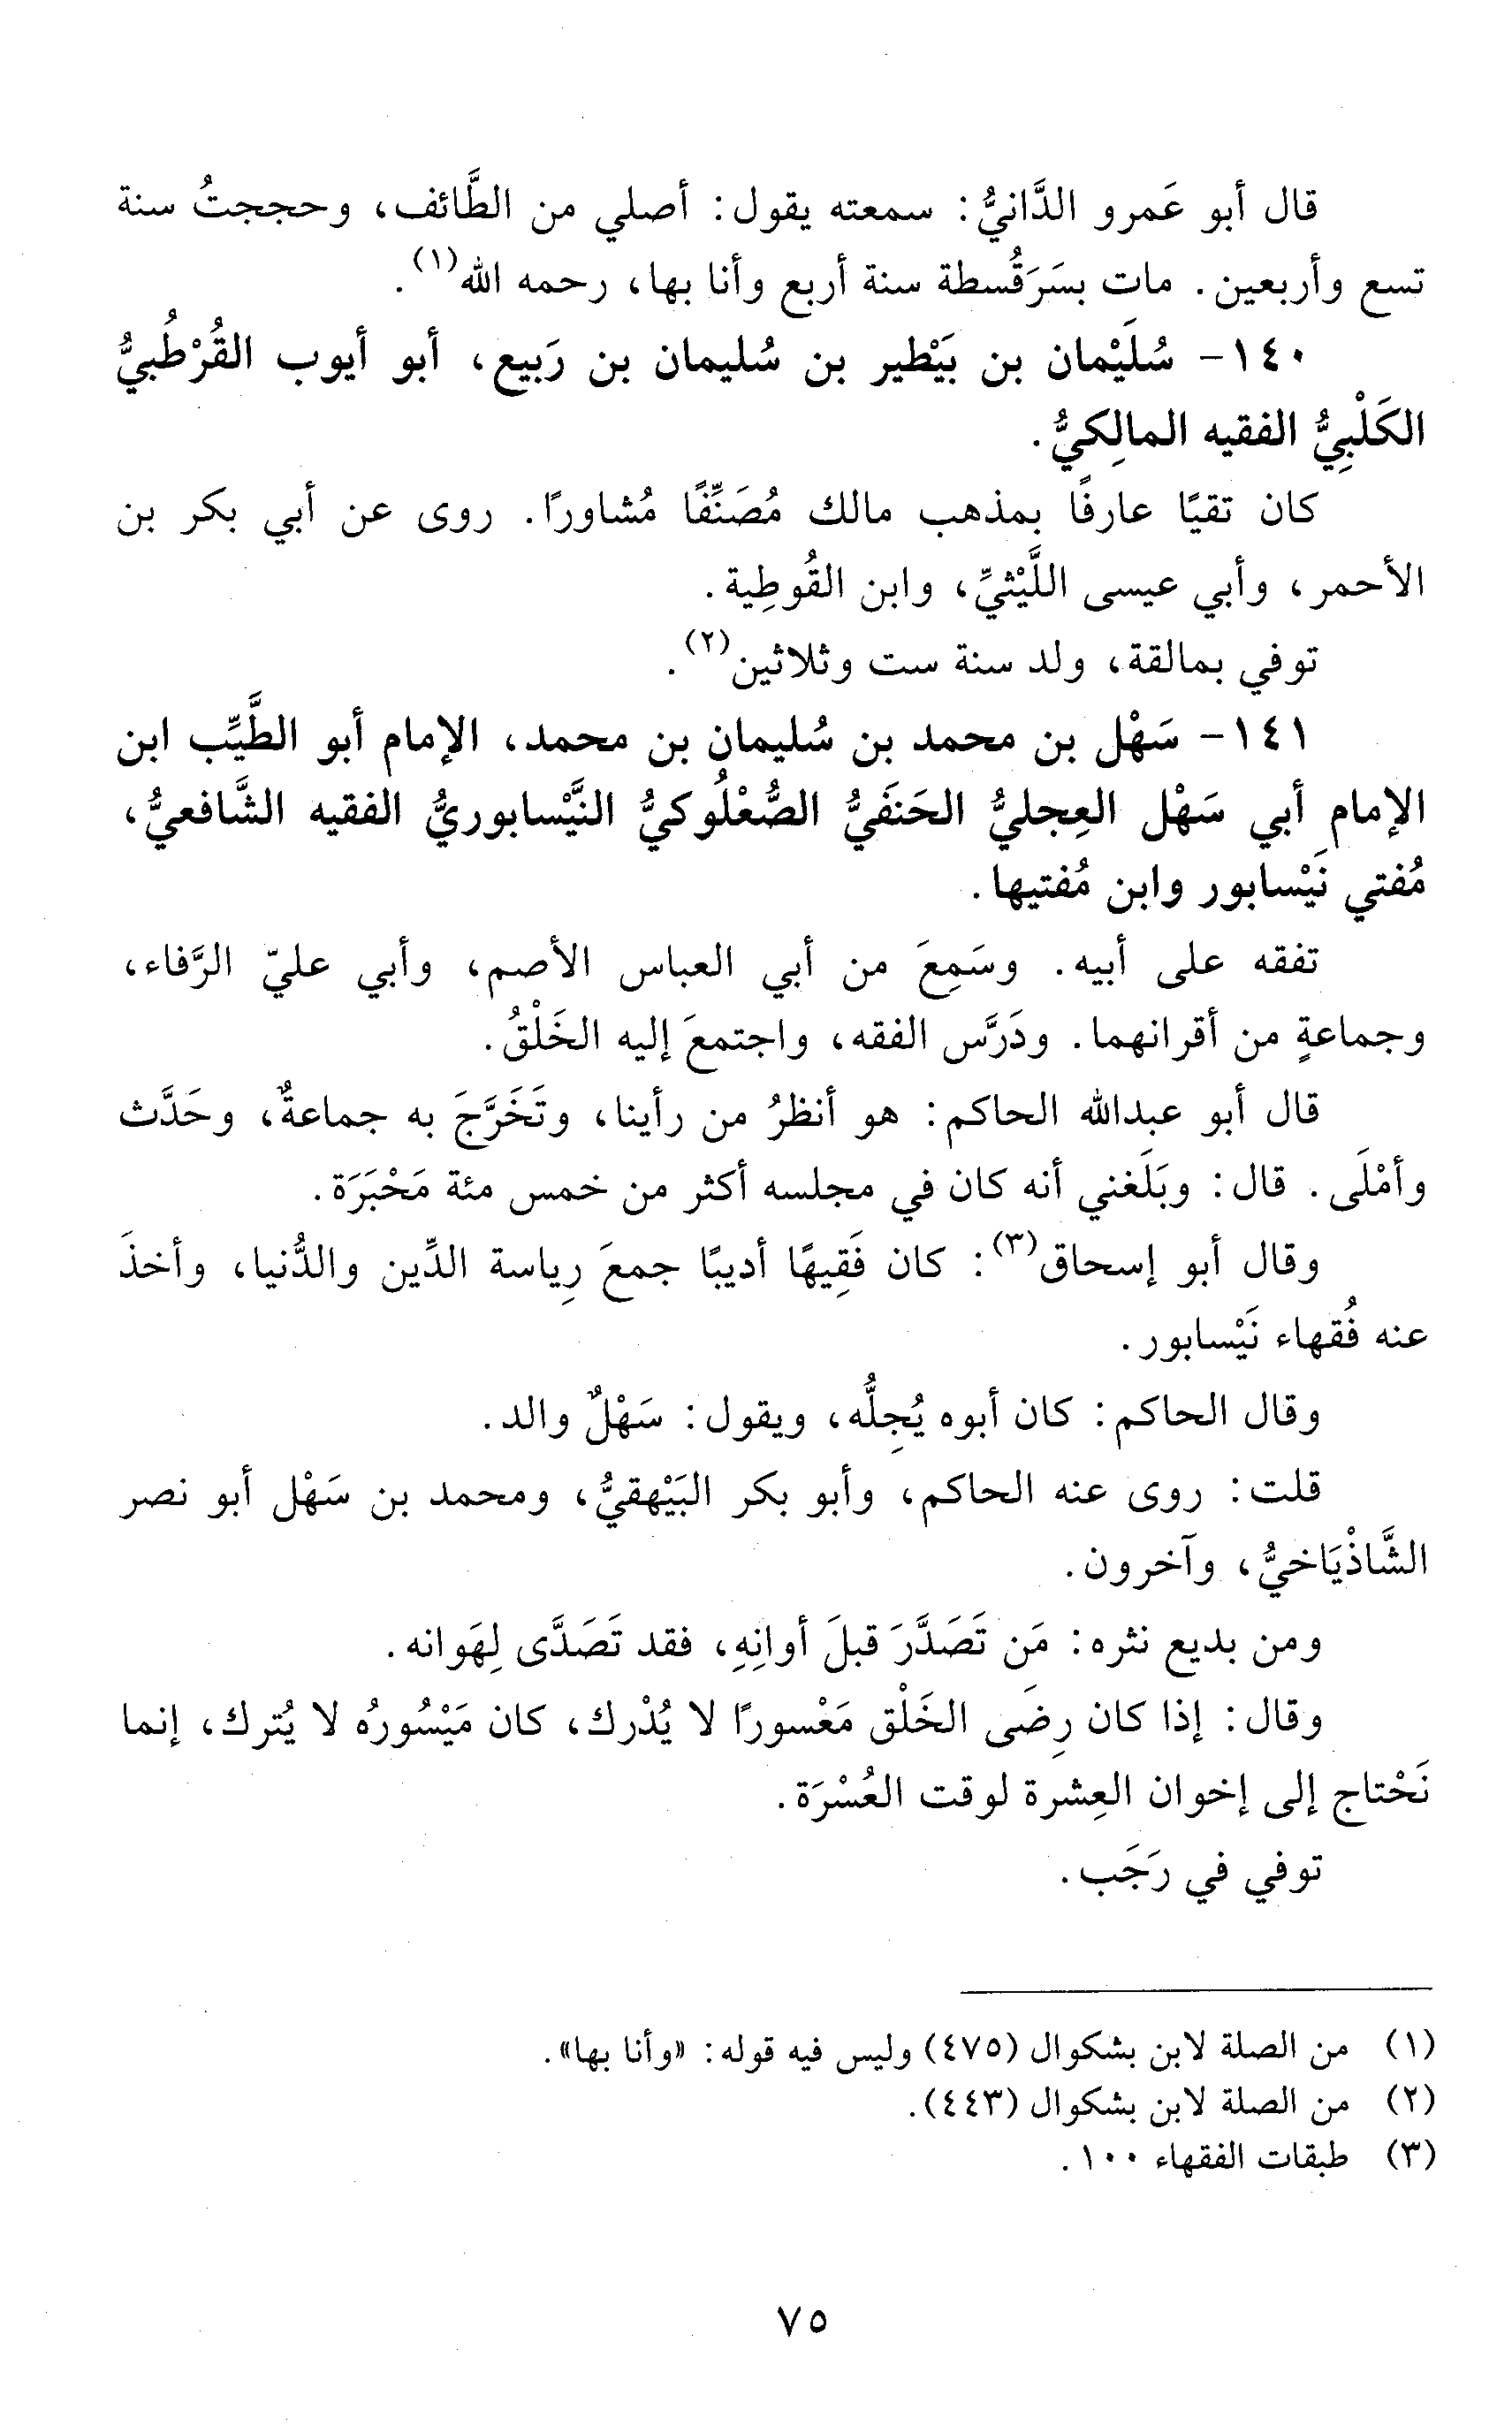 قال أبو عَمرو الدَّانيُّ: سمعته يقول: أصلي من الطَّائف، وحججتُ سنة
تسع وأربعين. مات بسَرَقُسطة سنة أربع وأنا بها، رحمه الله(١).
١٤٠- سُلَيْمان بن بَيْطير بن سُليمان بن رَبيع، أبو أيوب القُرْطُبيُّ
الكَلْبِيُّ الفقيه المالِكيُّ.
كان تقيًا عارفًا بمذهب مالك مُصَنِّفًا مُشاورًا. روى عن أبي بكر بن
الأحمر، وأبي عيسى اللَّيْثيِّ، وابن القُوطِية.
توفي بمالقة، ولد سنة ست وثلاثين(٢).
١٤١- سَهْل بن محمد بن سُليمان بن محمد، الإمام أبو الطَّيِّب ابن
الإمام أبي سَهْل العِجليُّ الحَنَفيُّ الصُّعْلُوكيُّ النَّيْسابوريُّ الفقيه الشَّافعيُّ،
مُفتي نَيْسابور وابن مُفتيها.
تفقه على أبيه. وسَمِعَ من أبي العباس الأصم، وأبي عليّ الرَّفاء،
وجماعةٍ من أقرانهما. ودَرَّس الفقه، واجتمعَ إليه الخَلْقُ.
قال أبو عبدالله الحاكم: هو أنظرُ من رأينا، وتَخَرَّجَ به جماعةٌ، وحَدَّث
وأمْلَى. قال: وبَلَغني أنه كان في مجلسه أكثر من خمس مئة مَحْبَرَة.
وقال أبو إسحاق(٣): كان فَقِيهًا أديبًا جمعَ رِياسة الدِّين والدُّنيا، وأخذَ
عنه فُقهاء نَيْسابور.
وقال الحاكم: كان أبوه يُجِلُّه، ويقول: سَهْلٌ والد.
قلت: روى عنه الحاكم، وأبو بكر البَيْهقيُّ، ومحمد بن سَهْل أبو نصر
الشَّاذْيَاخيُّ، وآخرون.
ومن بديع نثره: مَن تَصَدَّرَ قبلَ أوانِهِ، فقد تَصَدَّى لِهَوانه.
وقال: إذا كان رِضَى الخَلْق مَعْسورًا لا يُدْرك، كان مَيْسُورُه لا يُترك، إنما
نَحْتاج إلى إخوان العِشرة لوقت العُسْرَة.
توفي في رَجَب.
(١) من الصلة لابن بشكوال (٤٧٥) وليس فيه قوله: «وأنا بها».
(٢) من الصلة لابن بشكوال (٤٤٣).
(٣) طبقات الفقهاء ١٠٠.
٧٥